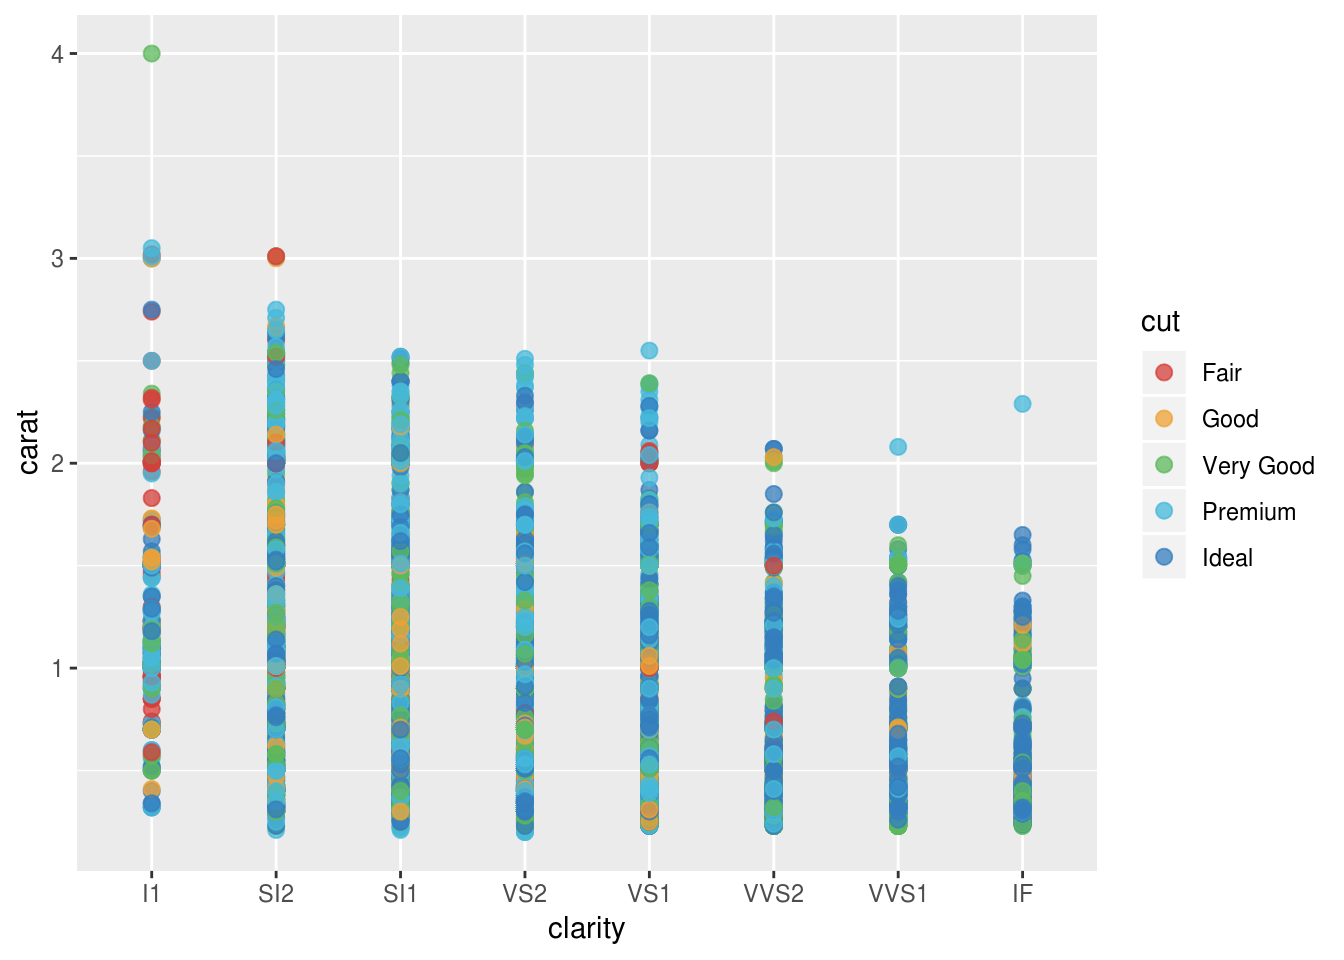 4
3
2
1
carat
I1 SI2 SI1 VS2 VS1 VVS2 VVS1 IF
clarity
cut
Fair
Good
Very Good
Premium
Ideal